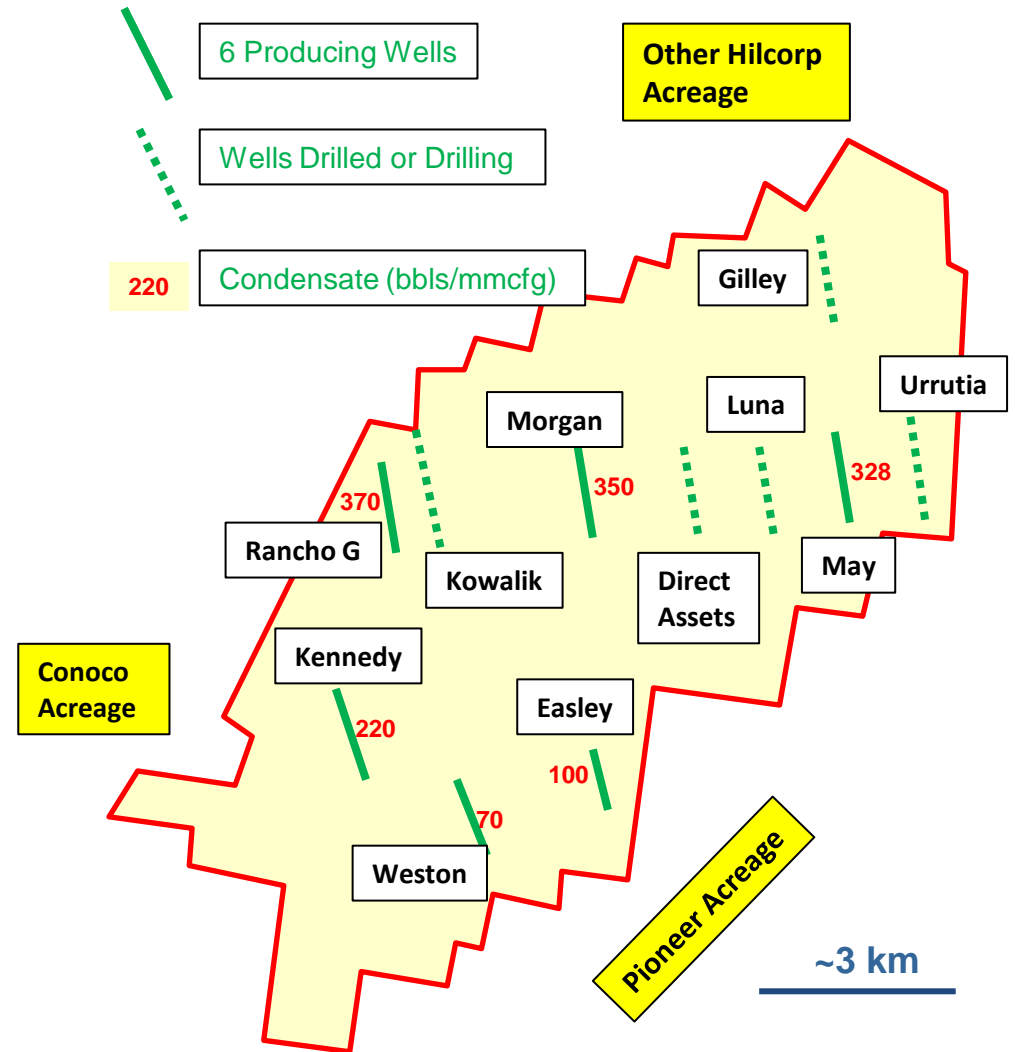 6 Producing Wells
Other Hilcorp
Acreage
Wells Drilled or Drilling
220
Condensate (bbls/mmcfg)
Gilley
Urrutia
Luna
Morgan
370
350
328
Rancho G
Kowalik
Direct
Assets
May
Kennedy
Conoco
Acreage
Easley
220
100
70
Weston
Pioneer Acreage
~3 km